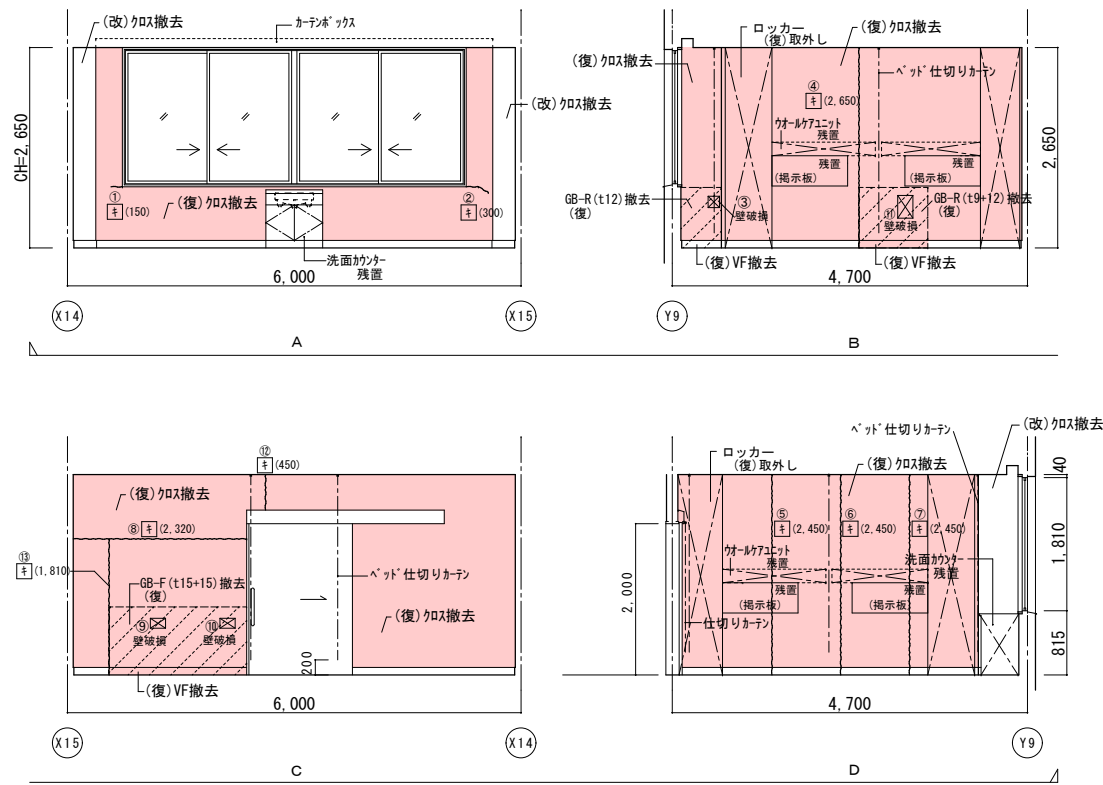 (改)クロス撤去
カーテンボックス
CH=2,650
(改)クロス撤去
①
キ(150)
(復)クロス撤去
②
キ(300)
洗面カウンター
残置
6,000
X14
X15
A
ロッカー
(復)取外し
(復)クロス撤去
(復)クロス撤去
ベッド仕切りカーテン
④
キ(2,650)
ウオールケアユニット
残置
残置
残置
(掲示板)
(掲示板)
2,650
GB-R(t12)撤去
(復)
③
壁破損
GB-R(t9+12)撤去
(復)
⑪
壁破損
(復)VF撤去
(復)VF撤去
4,700
Y9
B
⑫
キ(450)
(復)クロス撤去
⑧キ(2,320)
⑬
キ(1,810)
GB-F(t15+15)撤去
(復)
⑨
壁破損
⑩
壁破損
ベッド仕切りカーテン
(復)クロス撤去
200
(復)VF撤去
6,000
X15
X14
C
ベッド仕切りカーテン
(改)クロス撤去
ロッカー
(復)取外し
(復)クロス撤去
40
⑤
キ(2,450)
⑥
キ(2,450)
⑦
キ(2,450)
1,810
ウオールケアユニット
残置
洗面カウンター
残置
残置
残置
(掲示板)
(掲示板)
仕切りカーテン
2,000
815
4,700
Y9
D